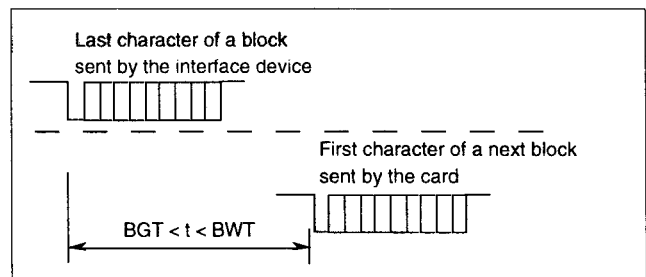 Last character of a block
sent by the interface device
First character of a next block
sent by the card
BGT < t < BWT